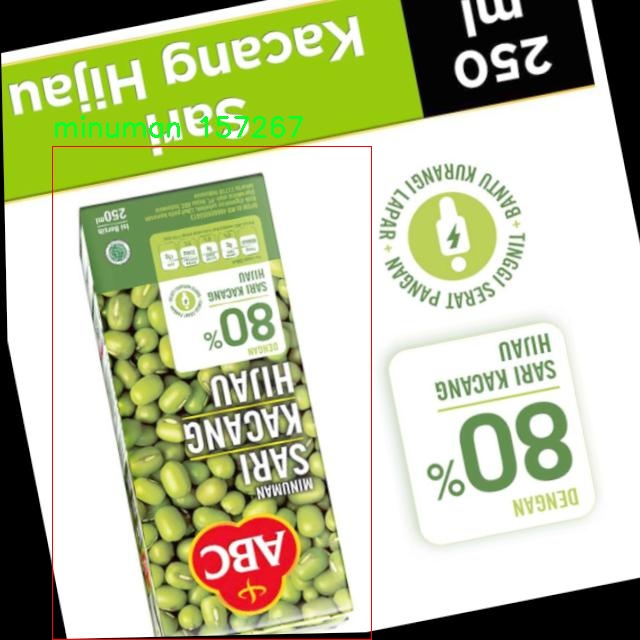 minuman 157267
Sari
Kacang Hijau
250
ml
ABC
MINUMAN
SARI
KACANG
HIJAU
DENGAN
80%
SARI KACANG
HIJAU
Isi Bersih
250ml
DENGAN
80%
SARI KACANG
HIJAU
TINGGI SERAT PANGAN + BANTU KURANGI LAPAR +